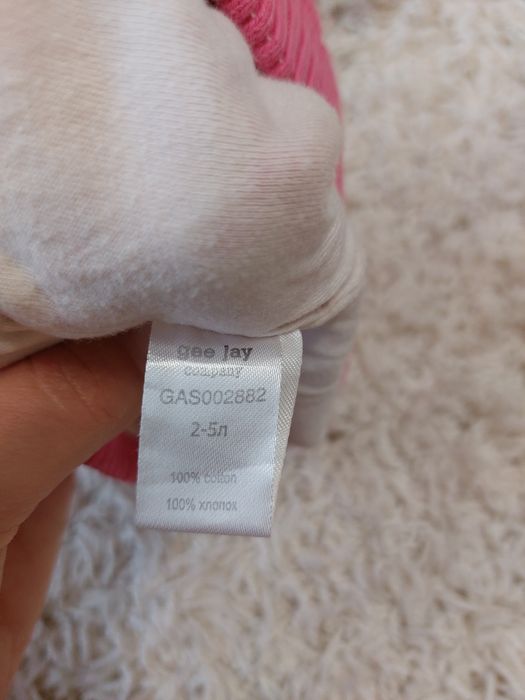 gee jay
company
GAS002882
2-5л
100% cotton
100% хлопок